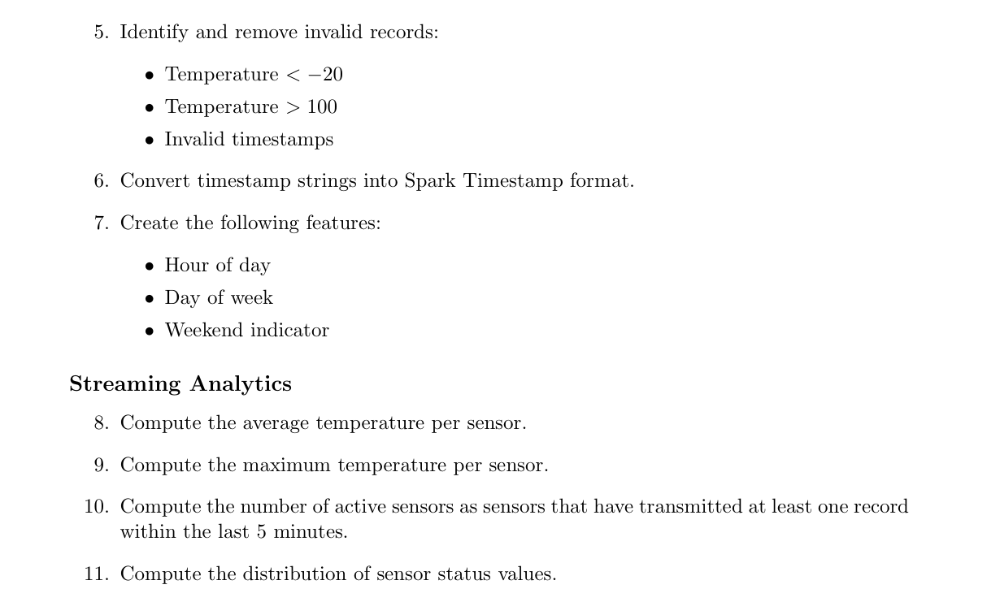 5. Identify and remove invalid records:
• Temperature < −20
• Temperature > 100
• Invalid timestamps
6. Convert timestamp strings into Spark Timestamp format.
7. Create the following features:
• Hour of day
• Day of week
• Weekend indicator
Streaming Analytics
8. Compute the average temperature per sensor.
9. Compute the maximum temperature per sensor.
10. Compute the number of active sensors as sensors that have transmitted at least one record
within the last 5 minutes.
11. Compute the distribution of sensor status values.